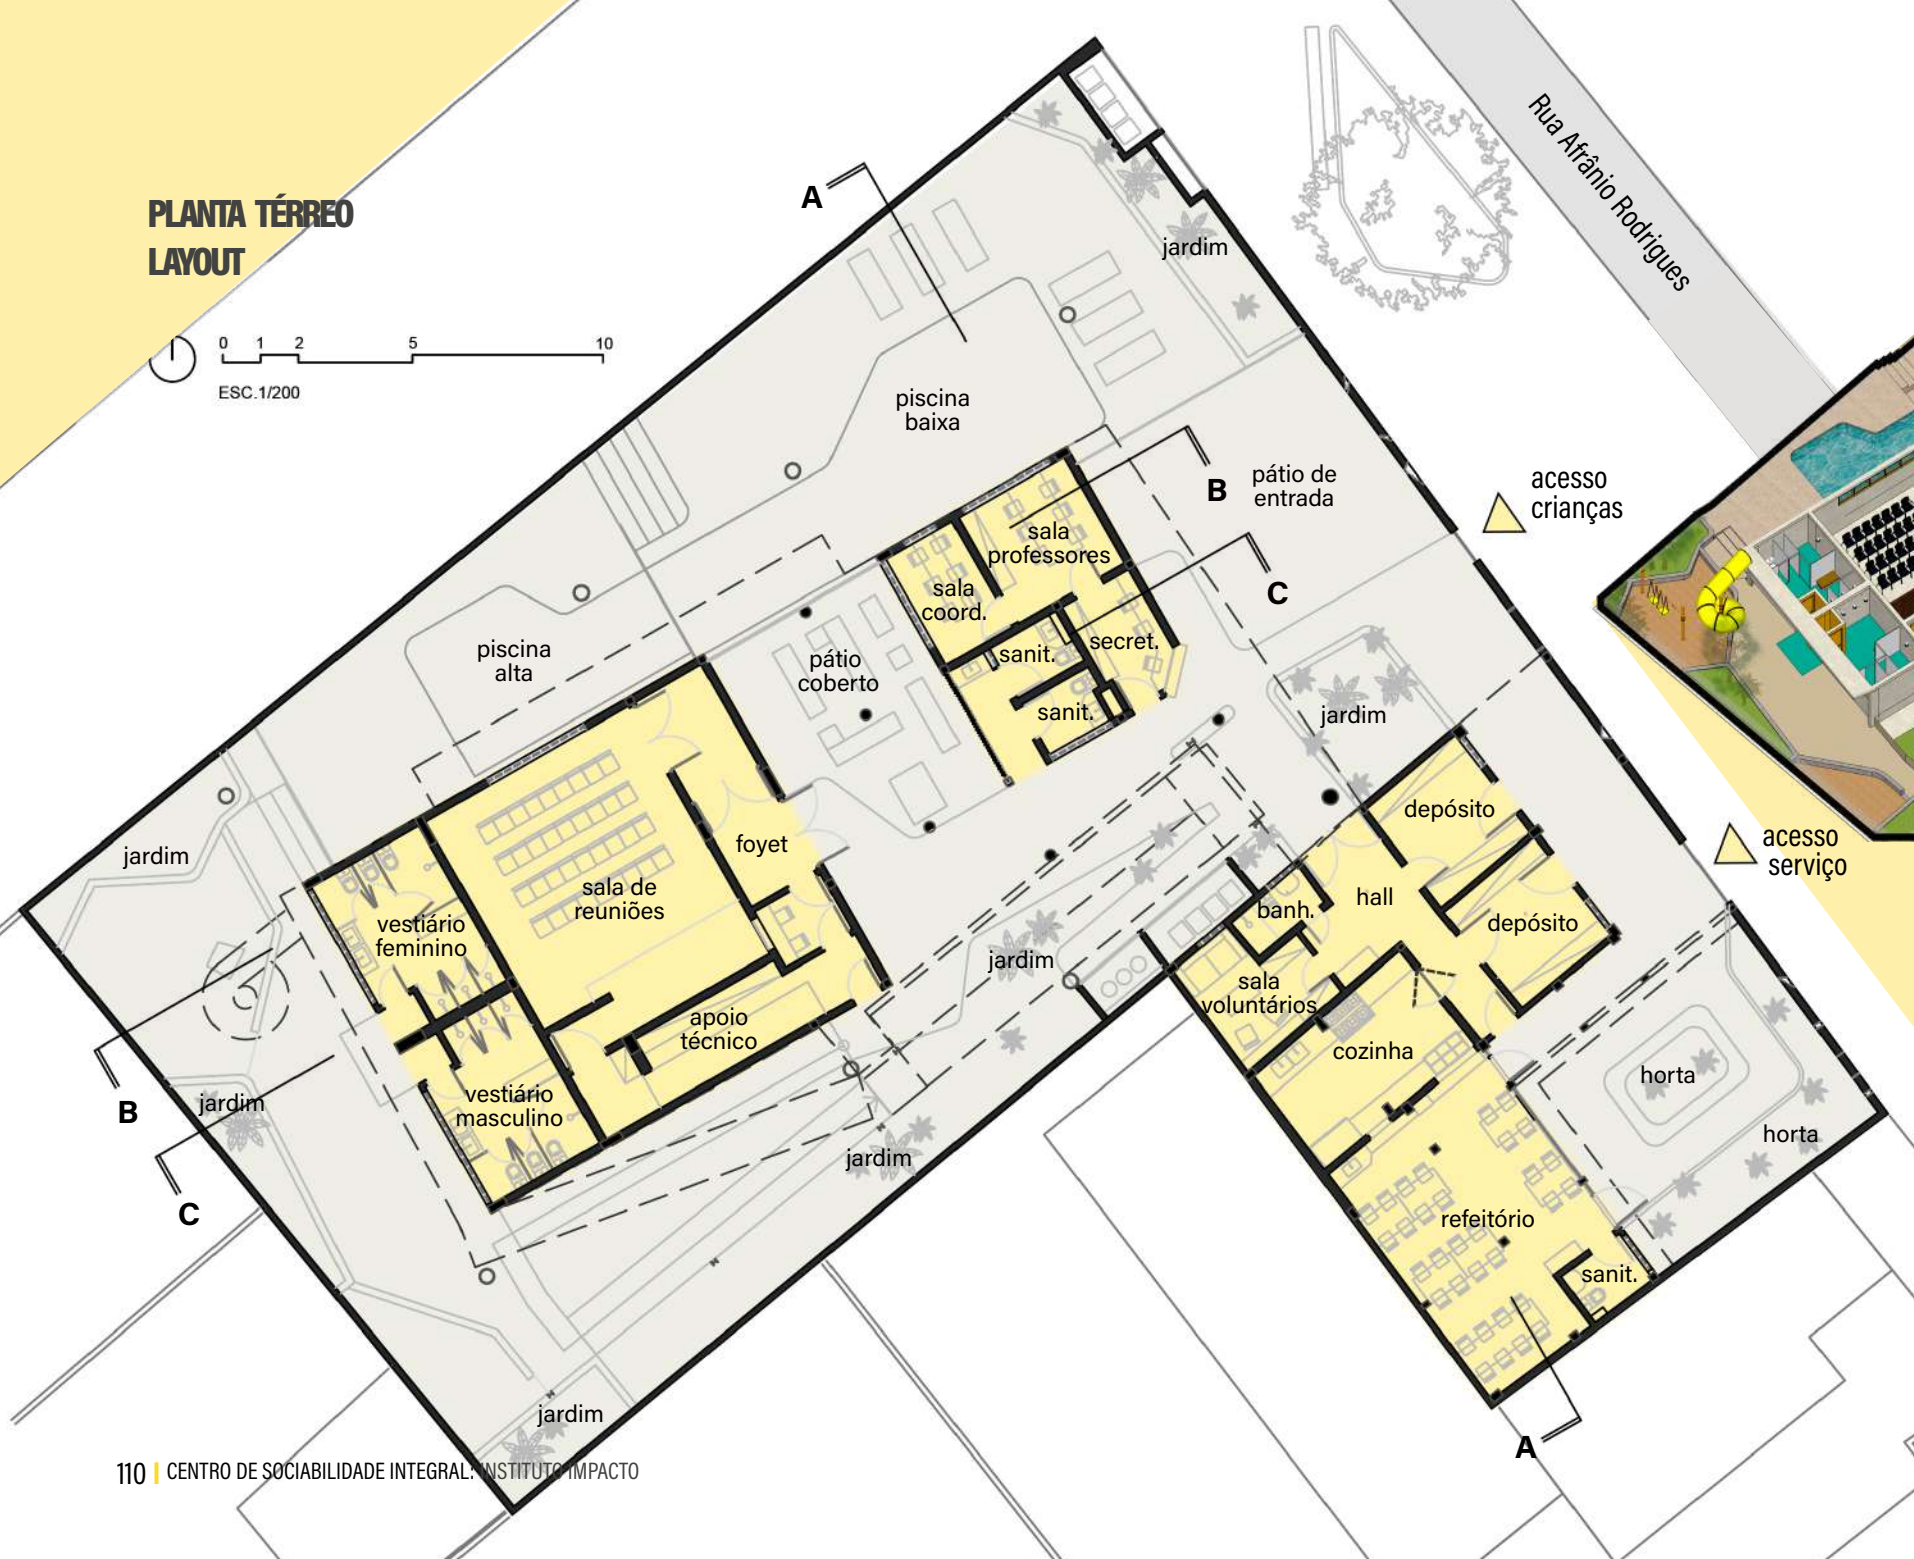 PLANTA TÉRREO
LAYOUT
0 1 2 5 10
ESC.1/200
Rua Afrânio Rodrigues
A
jardim
piscina
baixa
B
pátio de
entrada
acesso
crianças
sala
professores
sala
coord.
C
secret.
sanit.
sanit.
piscina
alta
pátio
coberto
jardim
depósito
acesso
serviço
foyet
jardim
sala de
reuniões
hall
banh.
depósito
vestiário
feminino
jardim
sala
voluntários
apoio
técnico
cozinha
horta
horta
B
jardim
vestiário
masculino
jardim
C
refeitório
sanit.
jardim
A
110 | CENTRO DE SOCIABILIDADE INTEGRAL: INSTITUTO IMPACTO